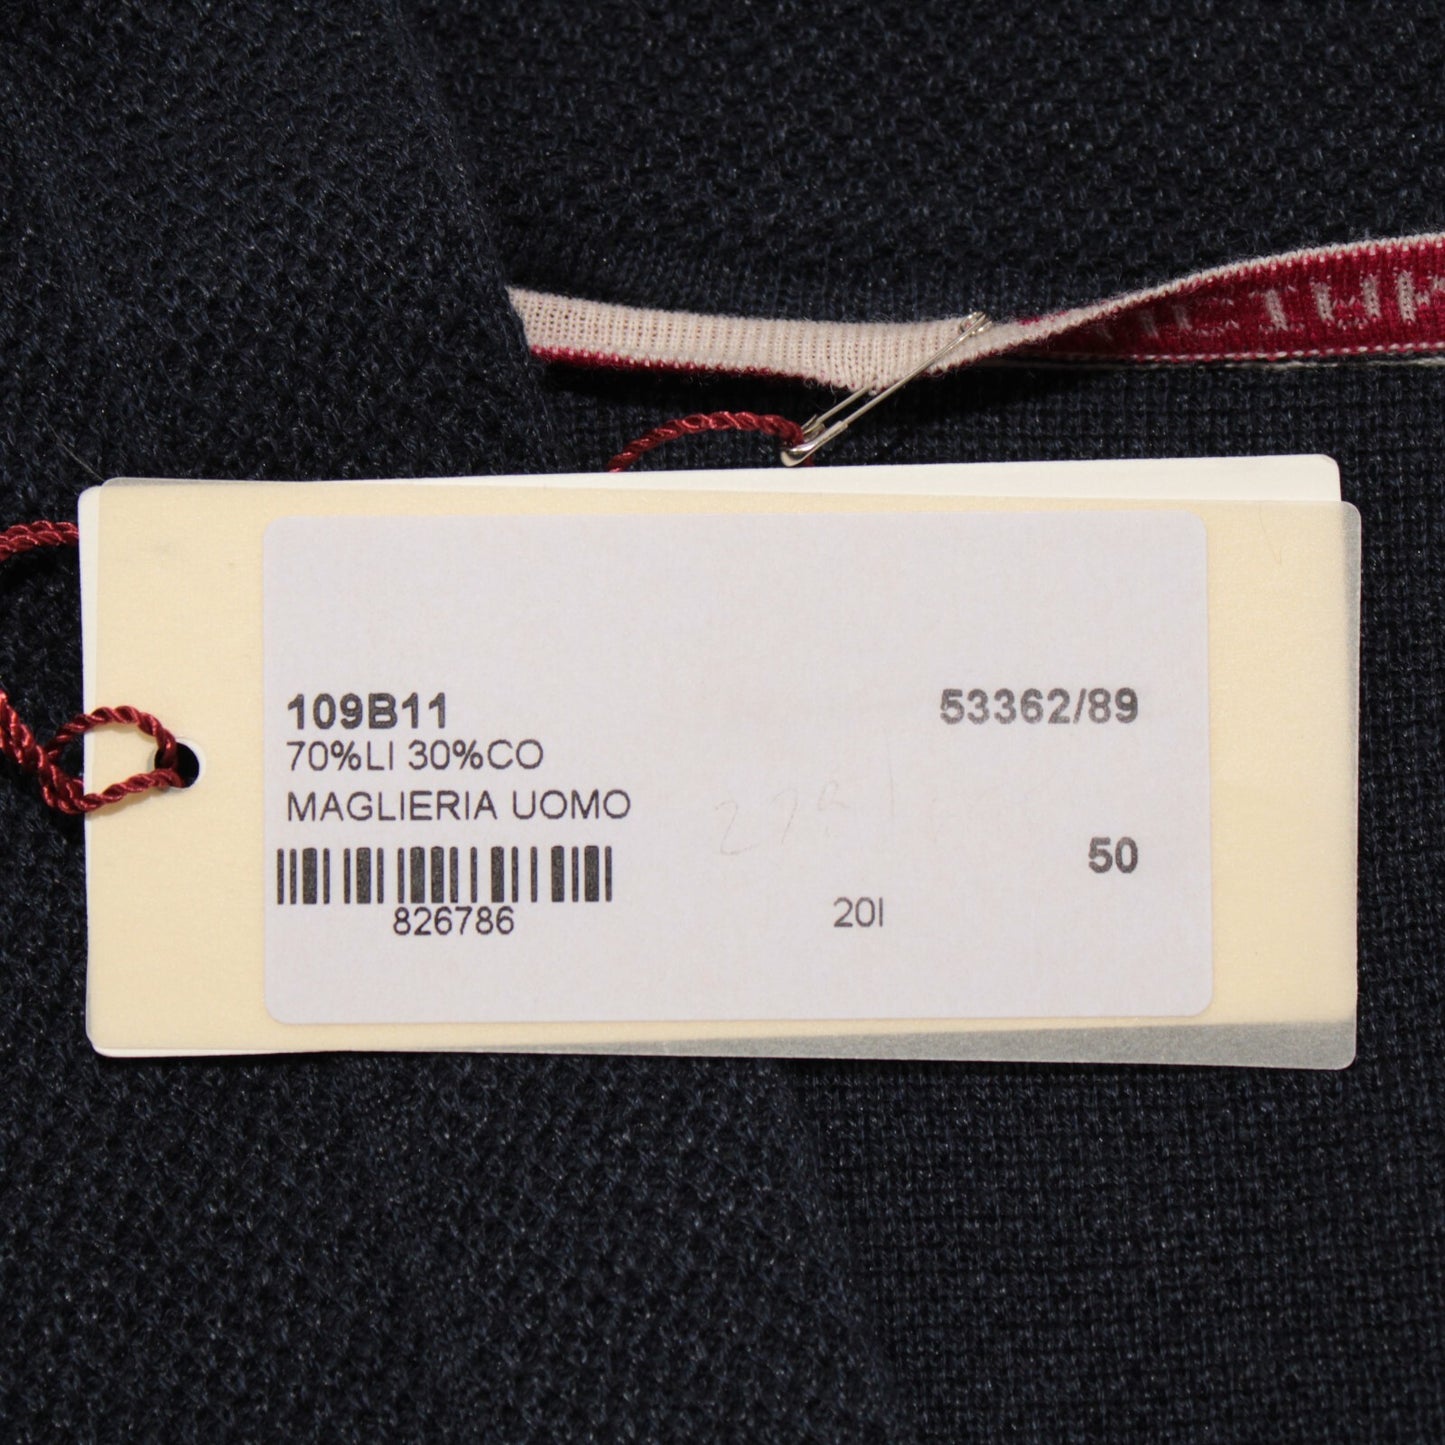 109B11 53362/89
70%LI 30%CO
MAGLIERIA UOMO
50
826786 20I